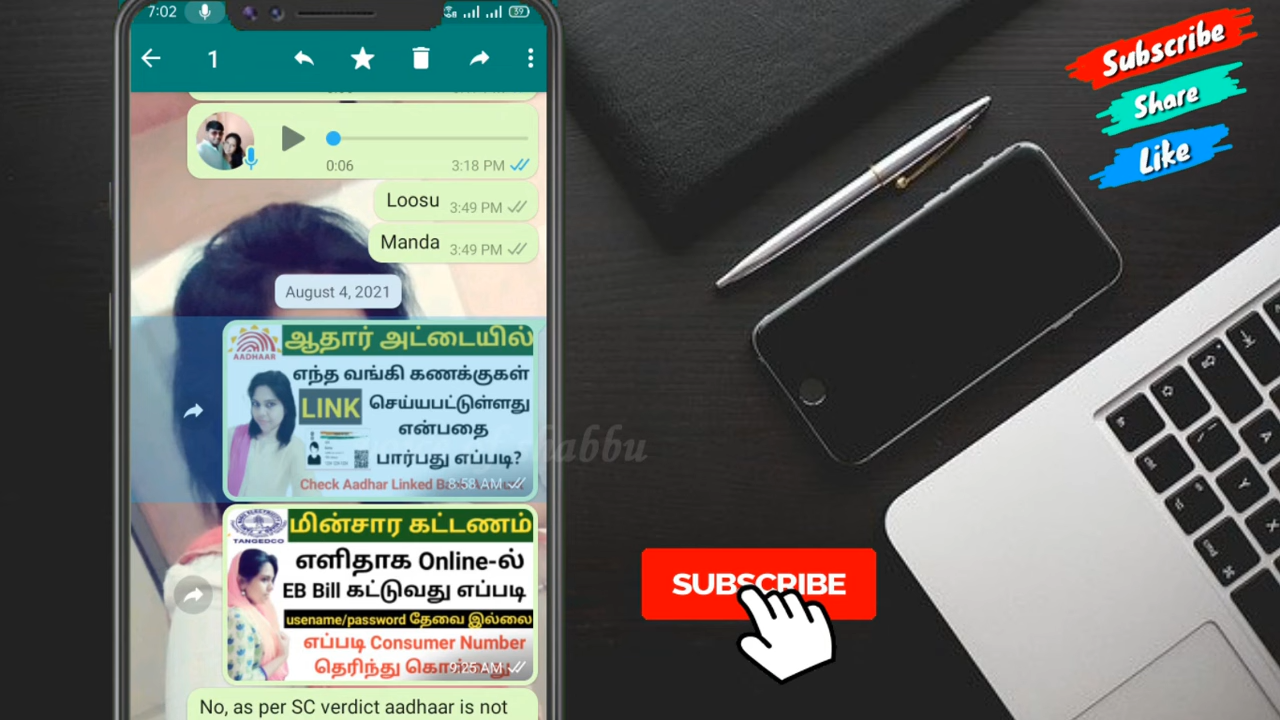 7:02
39
1
0:06
3:18 PM
Loosu
3:49 PM
Manda
3:49 PM
August 4, 2021
AADHAAR
ஆதார் அட்டையில்
எந்த வங்கி கணக்குகள்
LINK செய்யபட்டுள்ளது
என்பதை
பார்பது எப்படி?
Check Aadhar Linked
8:58 AM
TANGEDCO
மின்சார கட்டணம்
எளிதாக Online-ல்
EB Bill கட்டுவது எப்படி
usename/password தேவை இல்லை
எப்படி Consumer Number
தெரிந்து
9:25 AM
No, as per SC verdict aadhaar is not
Subscribe
Share
Like
SUBSCRIBE